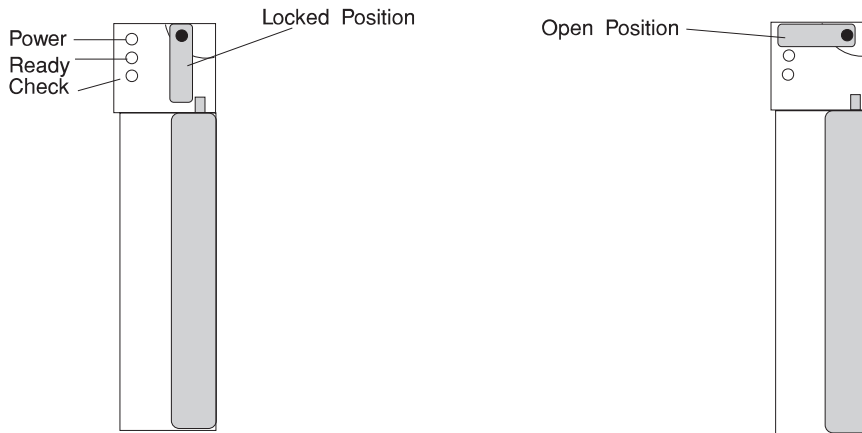 Locked Position
Power
Ready
Check
Open Position